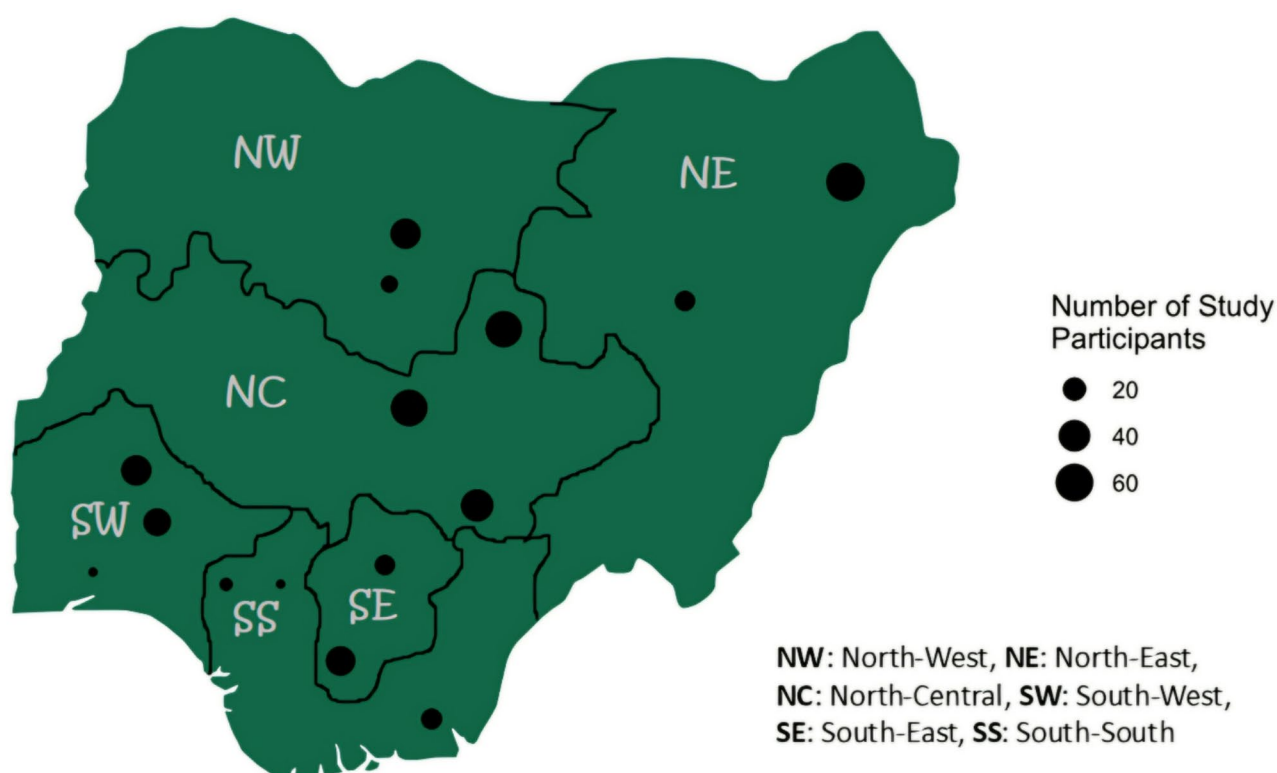 NW
NE
NC
SW
SS
SE
Number of Study
Participants
20
40
60
NW: North-West, NE: North-East,
NC: North-Central, SW: South-West,
SE: South-East, SS: South-South